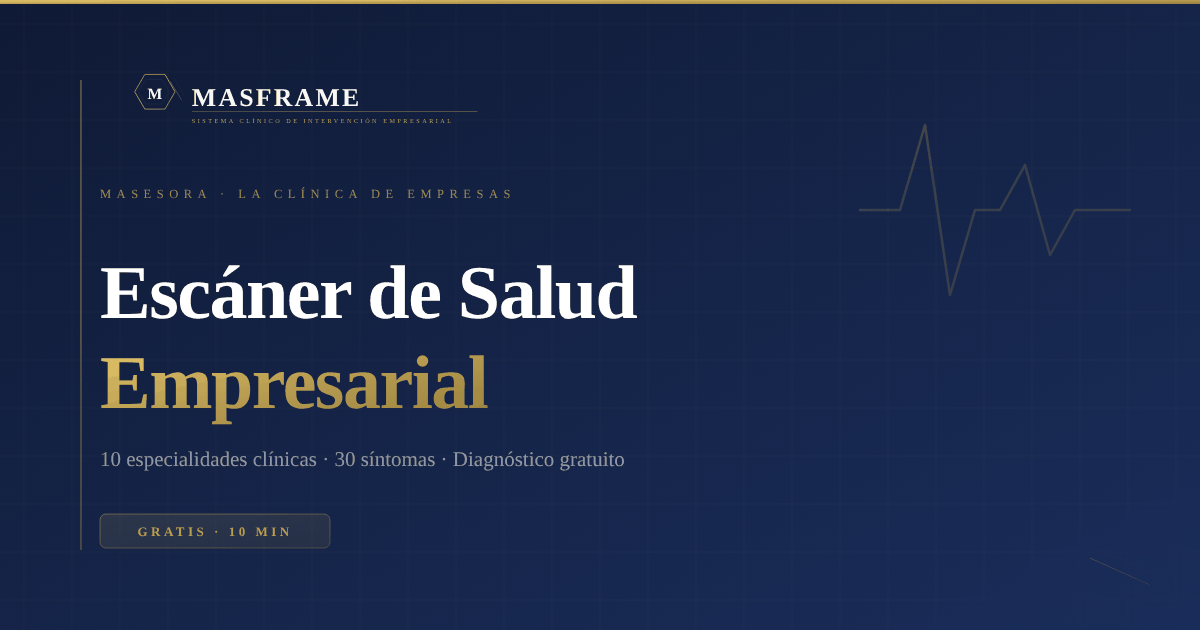 M
MASFRAME
SISTEMA CLÍNICO DE INTERVENCIÓN EMPRESARIAL
MASESORA · LA CLÍNICA DE EMPRESAS
Escáner de Salud
Empresarial
10 especialidades clínicas · 30 síntomas · Diagnóstico gratuito
GRATIS · 10 MIN